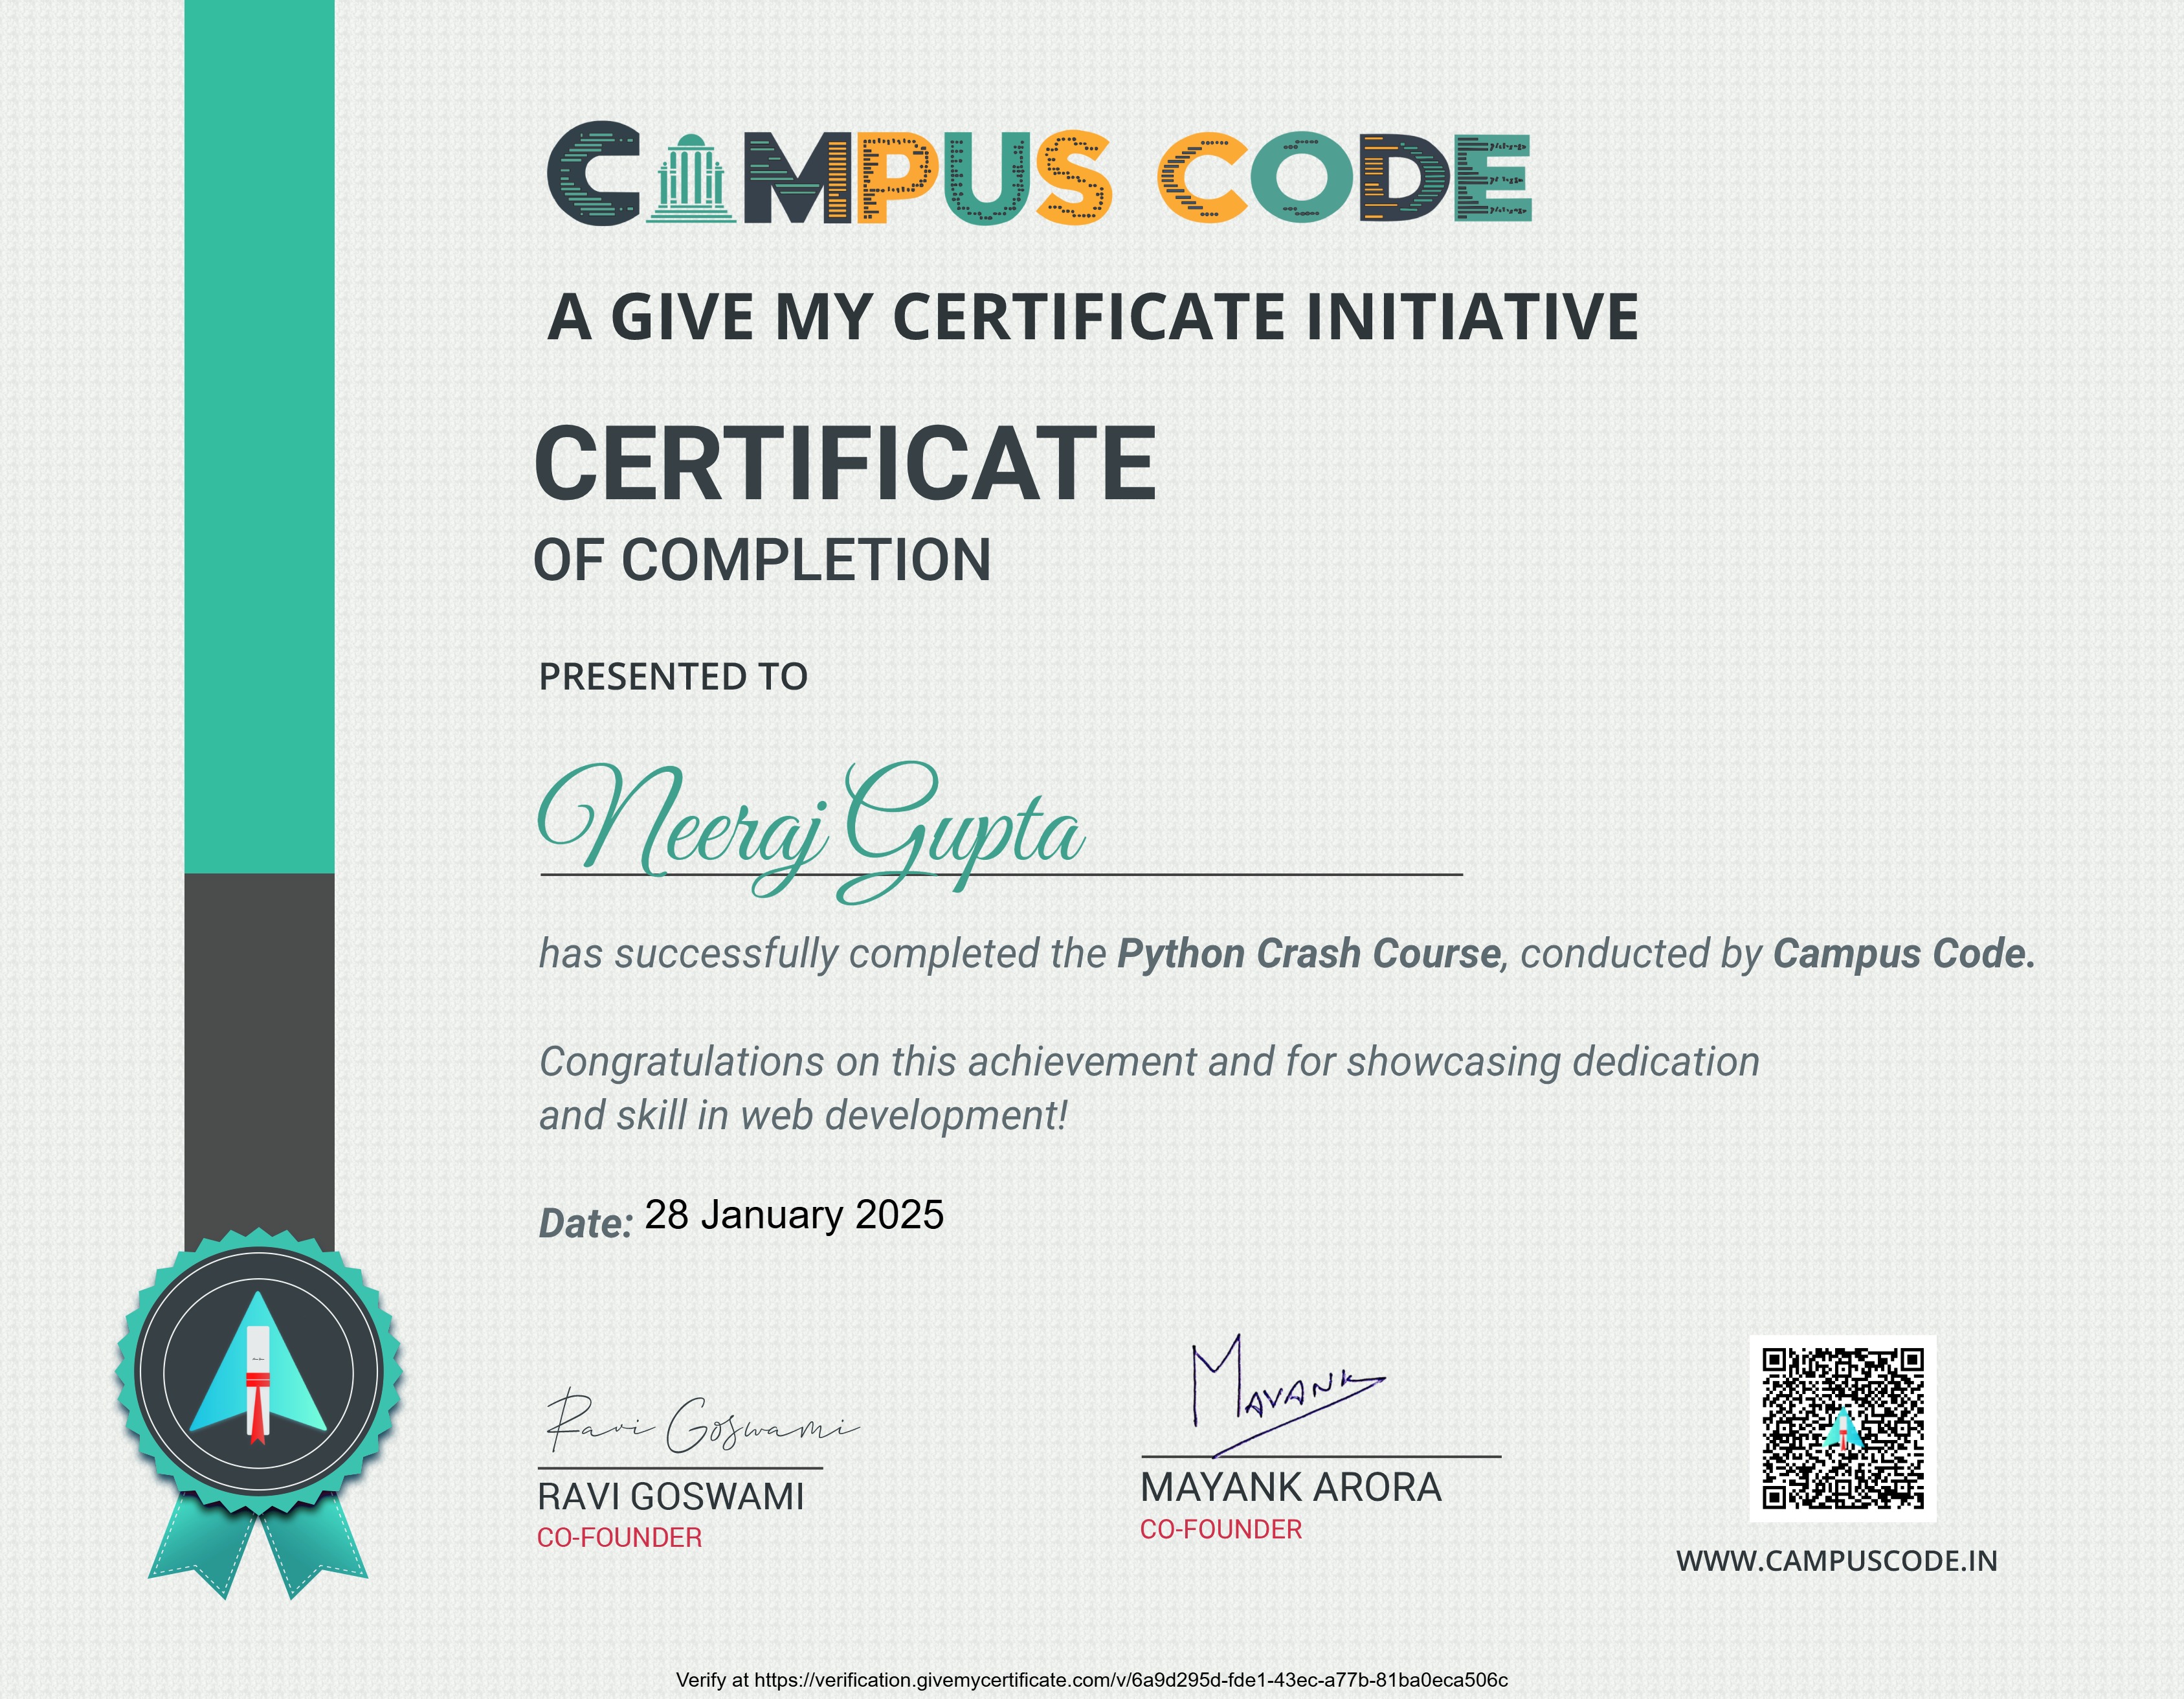 CAMPUS CODE
A GIVE MY CERTIFICATE INITIATIVE
CERTIFICATE
OF COMPLETION
PRESENTED TO
Neeraj Gupta
has successfully completed the Python Crash Course, conducted by Campus Code.
Congratulations on this achievement and for showcasing dedication
and skill in web development!
Date: 28 January 2025
Ravi Goswami
RAVI GOSWAMI
CO-FOUNDER
MAYANK
MAYANK ARORA
CO-FOUNDER
WWW.CAMPUSCODE.IN
Verify at https://verification.givemycertificate.com/v/6a9d295d-fde1-43ec-a77b-81ba0eca506c